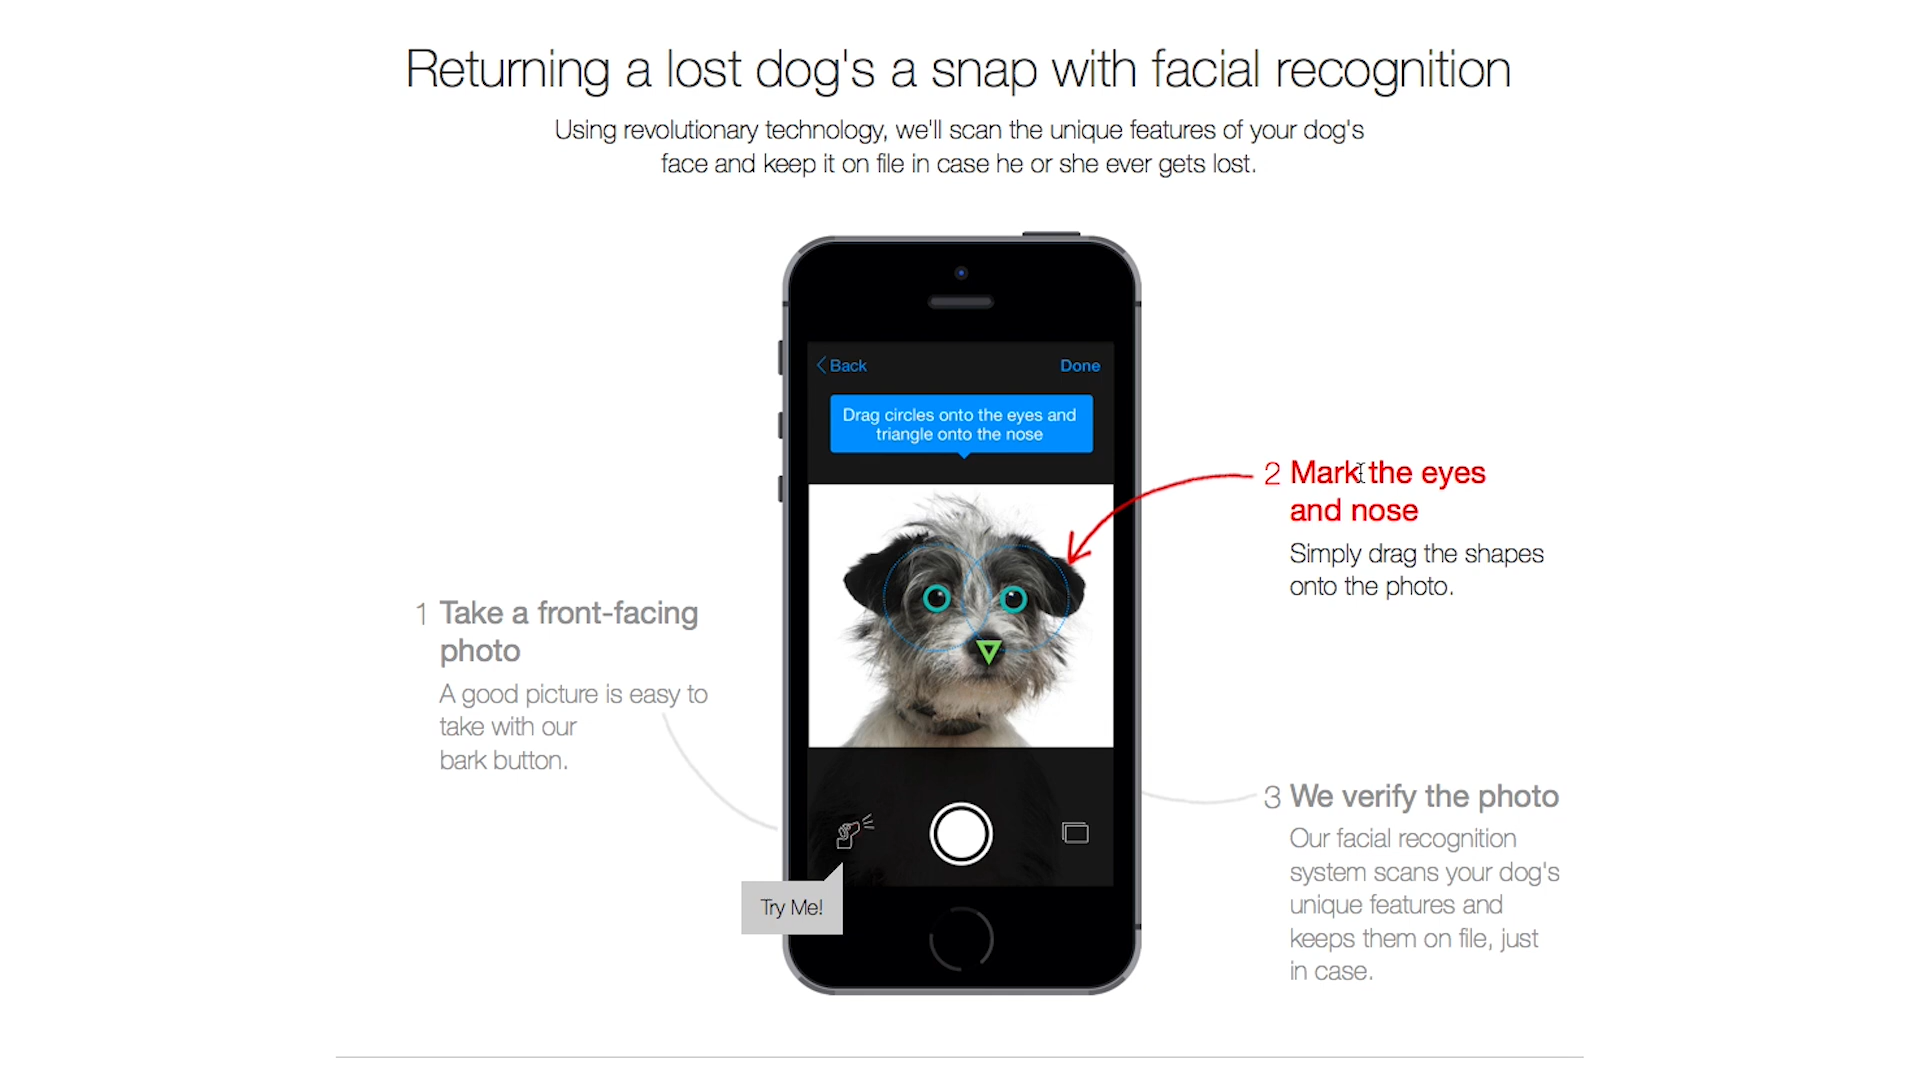 Returning a lost dog's a snap with facial recognition
Using revolutionary technology, we'll scan the unique features of your dog's
face and keep it on file in case he or she ever gets lost.
Back
Done
Drag circles onto the eyes and
triangle onto the nose
1 Take a front-facing
photo
A good picture is easy to
take with our
bark button.
Try Me!
2 Mark the eyes
and nose
Simply drag the shapes
onto the photo.
3 We verify the photo
Our facial recognition
system scans your dog's
unique features and
keeps them on file, just
in case.